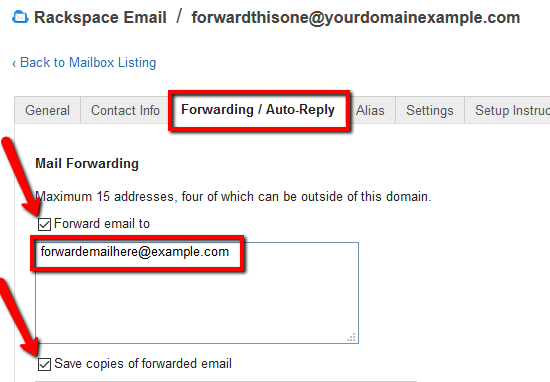 Rackspace Email / forwardthisone@yourdomainexample.com
‹ Back to Mailbox Listing
General Contact Info Forwarding / Auto-Reply Alias Settings Setup Instruc
Mail Forwarding
Maximum 15 addresses, four of which can be outside of this domain.
Forward email to
forwardemailhere@example.com
Save copies of forwarded email